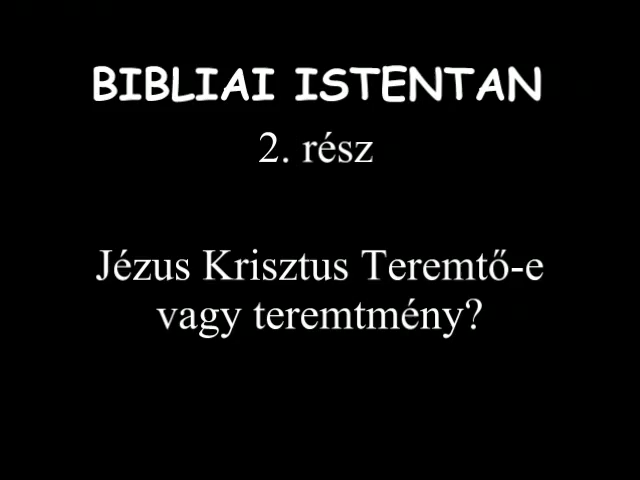 BIBLIAI ISTENTAN
2. rész
Jézus Krisztus Teremtő-e
vagy teremtmény?